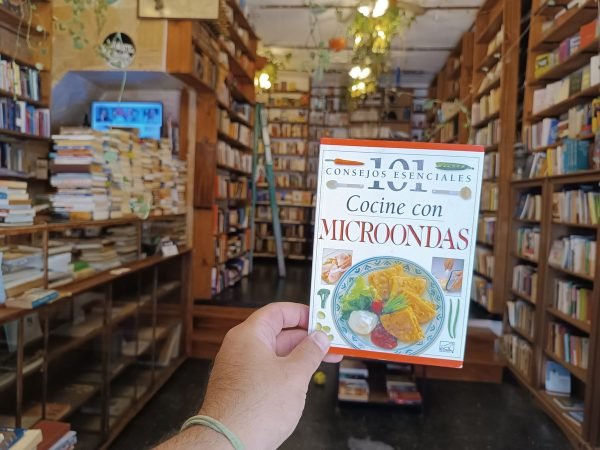 101
CONSEJOS ESENCIALES
Cocine con
MICROONDAS